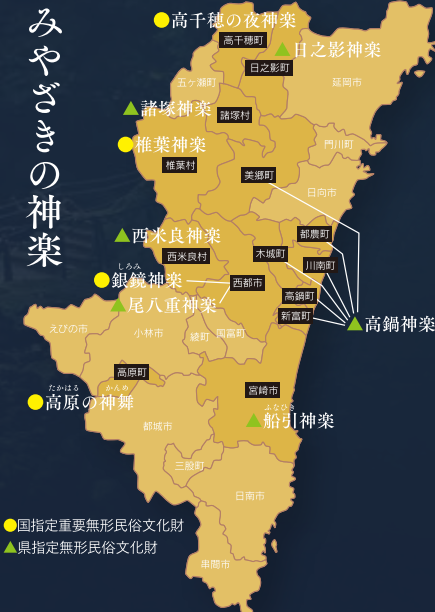 みやざきの神楽
高千穂の夜神楽
高千穂町
日之影神楽
日之影町
五ヶ瀬町
延岡市
諸塚神楽
諸塚村
椎葉神楽
門川町
椎葉村
美郷町
日向市
西米良神楽
都農町
西米良村
木城町
川南町
しろみ
銀鏡神楽
西都市
尾八重神楽
高鍋町
新富町
高鍋神楽
えびの市
小林市
綾町
国富町
高原町
たかはる かんめ
高原の神舞
宮崎市
ふなひき
船引神楽
都城市
三股町
日南市
国指定重要無形民俗文化財
県指定無形民俗文化財
串間市